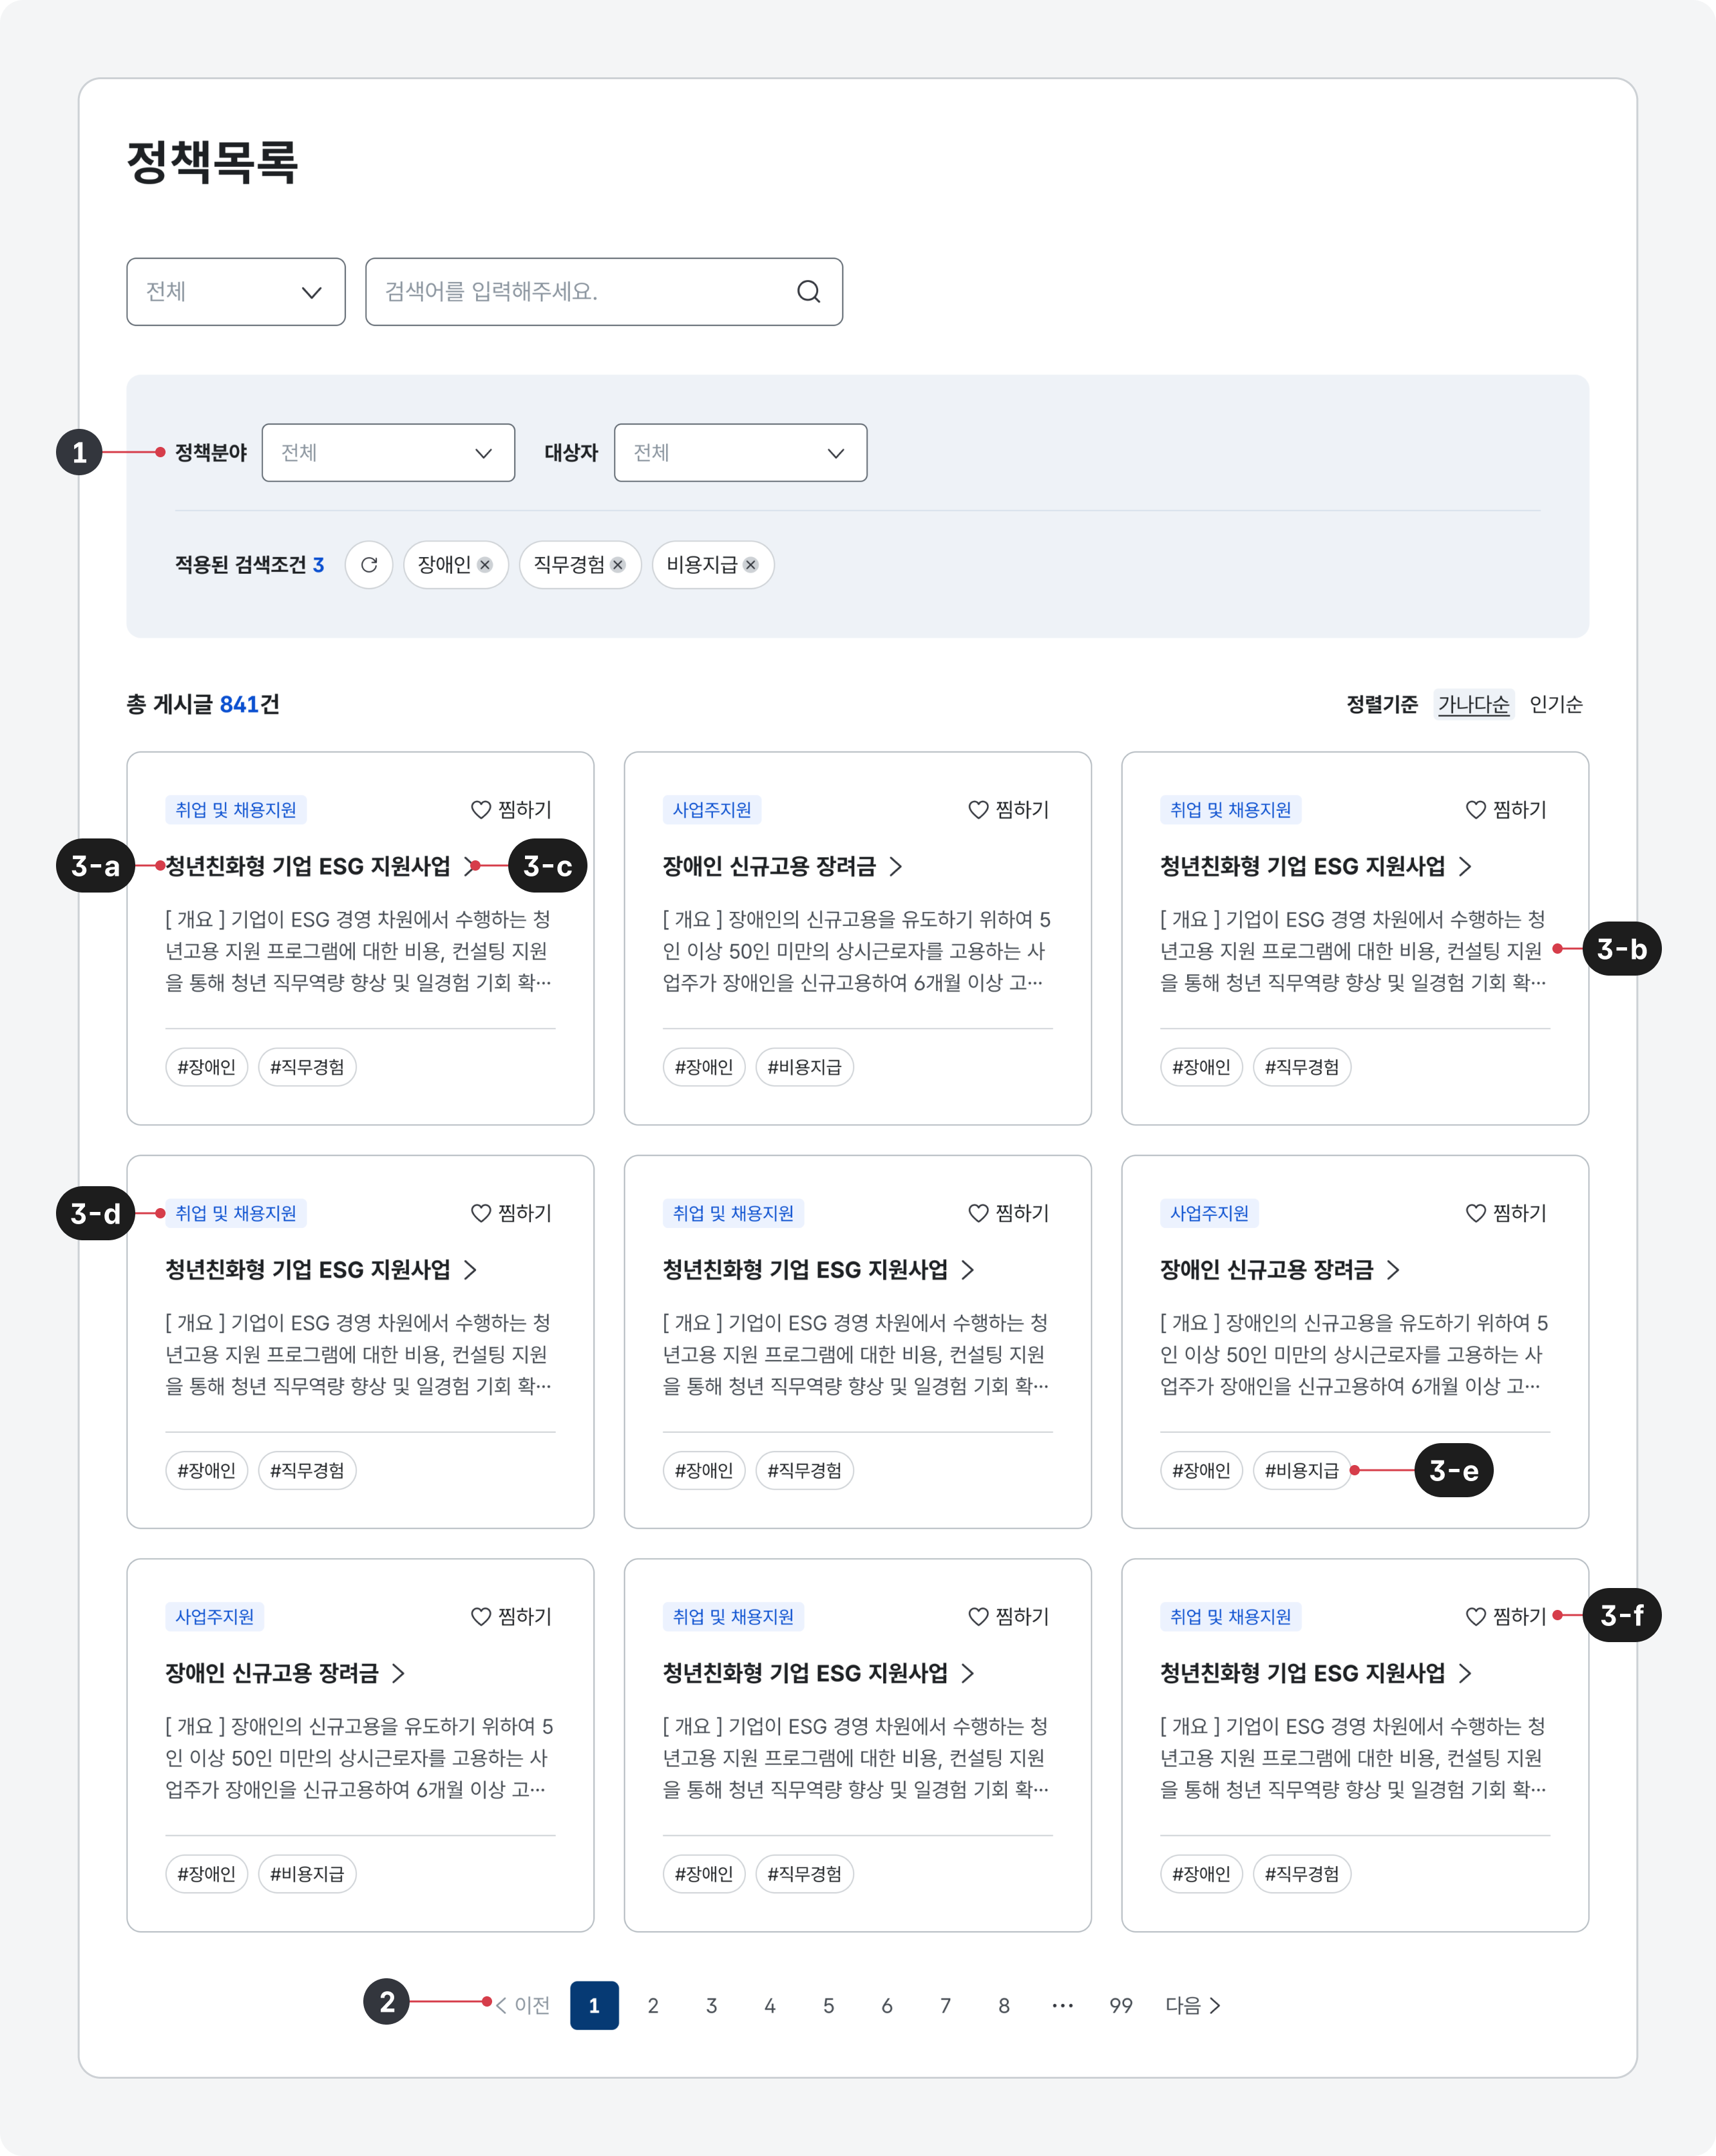 정책목록
전체
검색어를 입력해주세요.
1
정책분야 전체 대상자 전체
적용된 검색조건 3 장애인 직무경험 비용지급
총 게시글 841건
정렬기준 가나다순 인기순
취업 및 채용지원 찜하기
3-a 청년친화형 기업 ESG 지원사업 3-c
[ 개요 ] 기업이 ESG 경영 차원에서 수행하는 청
년고용 지원 프로그램에 대한 비용, 컨설팅 지원
을 통해 청년 직무역량 향상 및 일경험 기회 확…
#장애인 #직무경험
사업주지원 찜하기
장애인 신규고용 장려금
[ 개요 ] 장애인의 신규고용을 유도하기 위하여 5
인 이상 50인 미만의 상시근로자를 고용하는 사
업주가 장애인을 신규고용하여 6개월 이상 고…
#장애인 #비용지급
취업 및 채용지원 찜하기
청년친화형 기업 ESG 지원사업
[ 개요 ] 기업이 ESG 경영 차원에서 수행하는 청
년고용 지원 프로그램에 대한 비용, 컨설팅 지원
을 통해 청년 직무역량 향상 및 일경험 기회 확…
3-b
#장애인 #직무경험
3-d 취업 및 채용지원 찜하기
청년친화형 기업 ESG 지원사업
[ 개요 ] 기업이 ESG 경영 차원에서 수행하는 청
년고용 지원 프로그램에 대한 비용, 컨설팅 지원
을 통해 청년 직무역량 향상 및 일경험 기회 확…
#장애인 #직무경험
취업 및 채용지원 찜하기
청년친화형 기업 ESG 지원사업
[ 개요 ] 기업이 ESG 경영 차원에서 수행하는 청
년고용 지원 프로그램에 대한 비용, 컨설팅 지원
을 통해 청년 직무역량 향상 및 일경험 기회 확…
#장애인 #직무경험
사업주지원 찜하기
장애인 신규고용 장려금
[ 개요 ] 장애인의 신규고용을 유도하기 위하여 5
인 이상 50인 미만의 상시근로자를 고용하는 사
업주가 장애인을 신규고용하여 6개월 이상 고…
#장애인 #비용지급 3-e
사업주지원 찜하기
장애인 신규고용 장려금
[ 개요 ] 장애인의 신규고용을 유도하기 위하여 5
인 이상 50인 미만의 상시근로자를 고용하는 사
업주가 장애인을 신규고용하여 6개월 이상 고…
#장애인 #비용지급
취업 및 채용지원 찜하기
청년친화형 기업 ESG 지원사업
[ 개요 ] 기업이 ESG 경영 차원에서 수행하는 청
년고용 지원 프로그램에 대한 비용, 컨설팅 지원
을 통해 청년 직무역량 향상 및 일경험 기회 확…
#장애인 #직무경험
취업 및 채용지원 찜하기 3-f
청년친화형 기업 ESG 지원사업
[ 개요 ] 기업이 ESG 경영 차원에서 수행하는 청
년고용 지원 프로그램에 대한 비용, 컨설팅 지원
을 통해 청년 직무역량 향상 및 일경험 기회 확…
#장애인 #직무경험
2 이전 1 2 3 4 5 6 7 8 … 99 다음